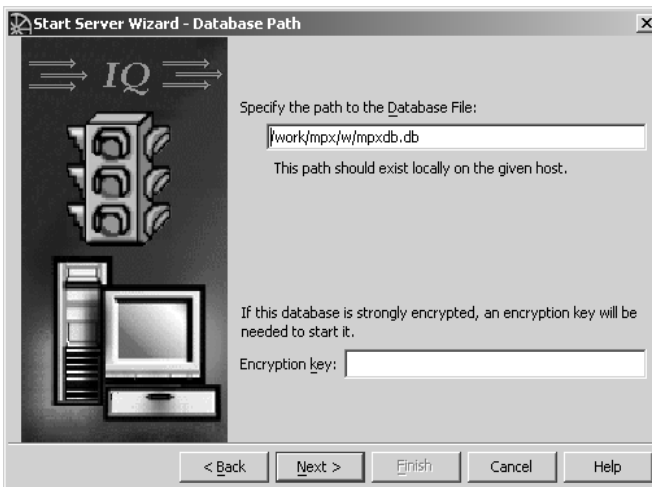 Start Server Wizard - Database Path
IQ
Specify the path to the Database File:
/work/mpx/w/mpxdb.db
This path should exist locally on the given host.
If this database is strongly encrypted, an encryption key will be
needed to start it.
Encryption key:
< Back Next > Finish Cancel Help